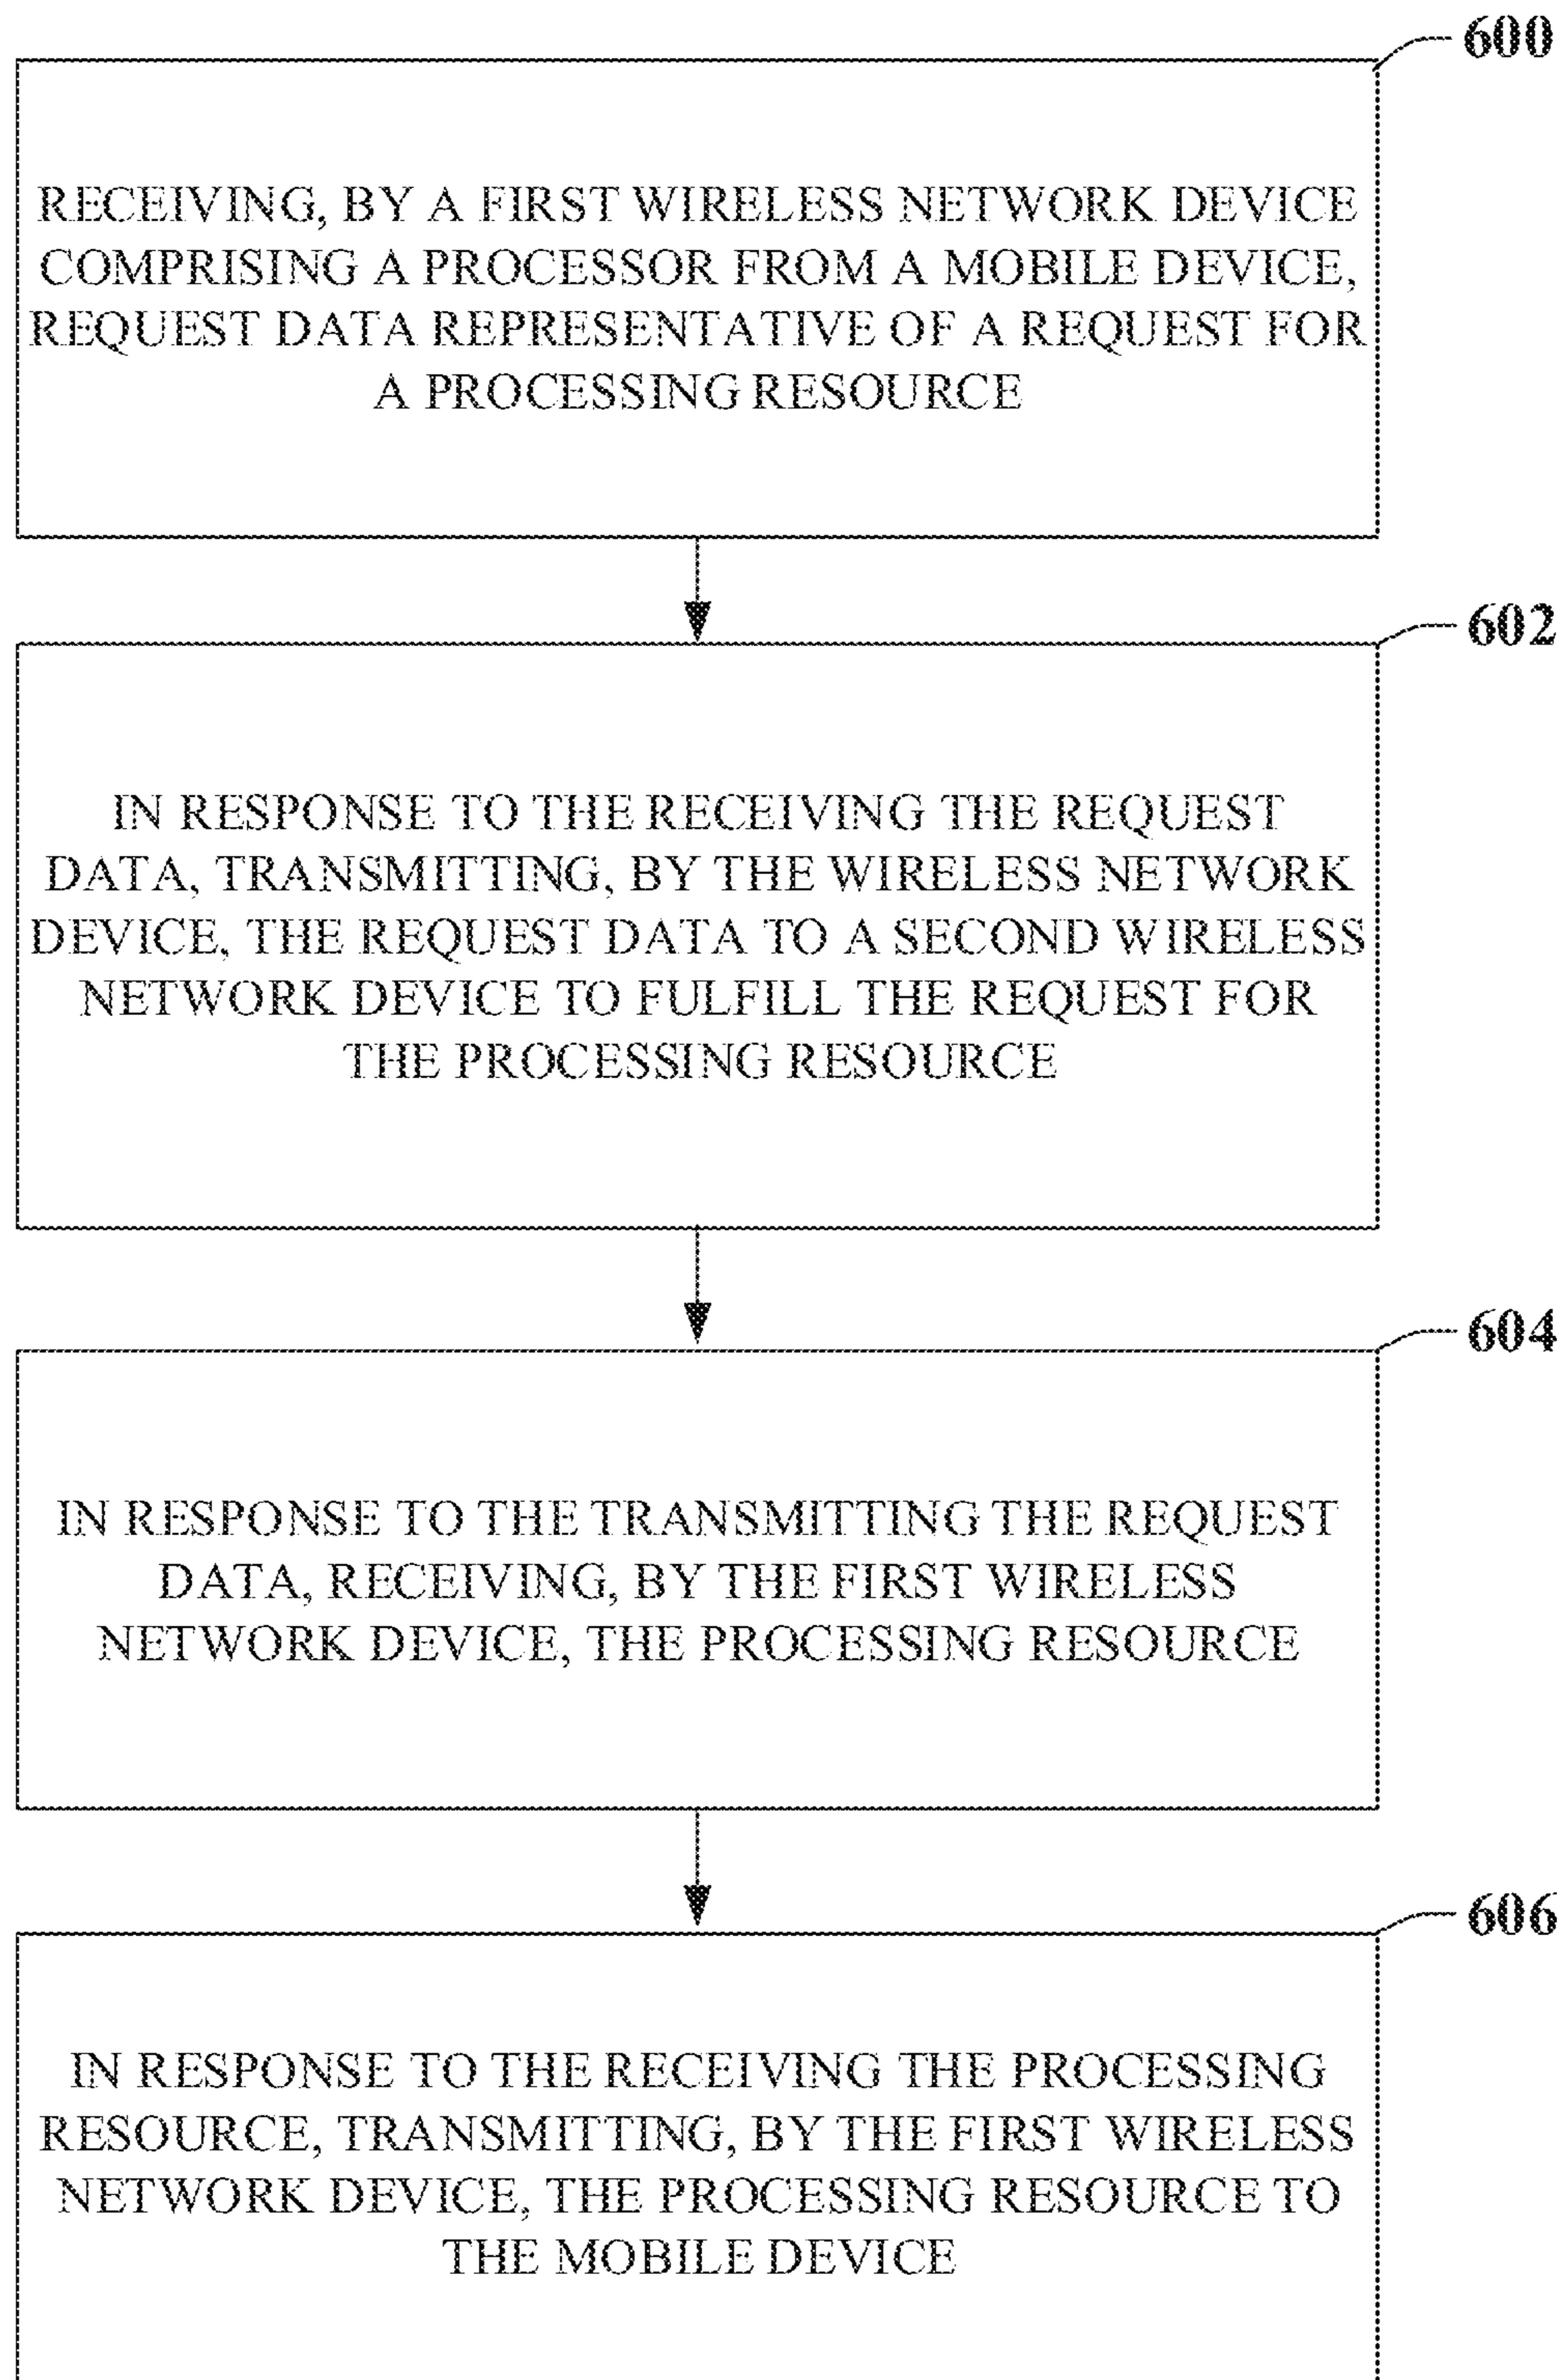 600
RECEIVING, BY A FIRST WIRELESS NETWORK DEVICE
COMPRISING A PROCESSOR FROM A MOBILE DEVICE,
REQUEST DATA REPRESENTATIVE OF A REQUEST FOR
A PROCESSING RESOURCE
602
IN RESPONSE TO THE RECEIVING THE REQUEST
DATA, TRANSMITTING, BY THE WIRELESS NETWORK
DEVICE, THE REQUEST DATA TO A SECOND WIRELESS
NETWORK DEVICE TO FULFILL THE REQUEST FOR
THE PROCESSING RESOURCE
604
IN RESPONSE TO THE TRANSMITTING THE REQUEST
DATA, RECEIVING, BY THE FIRST WIRELESS
NETWORK DEVICE, THE PROCESSING RESOURCE
606
IN RESPONSE TO THE RECEIVING THE PROCESSING
RESOURCE, TRANSMITTING, BY THE FIRST WIRELESS
NETWORK DEVICE, THE PROCESSING RESOURCE TO
THE MOBILE DEVICE